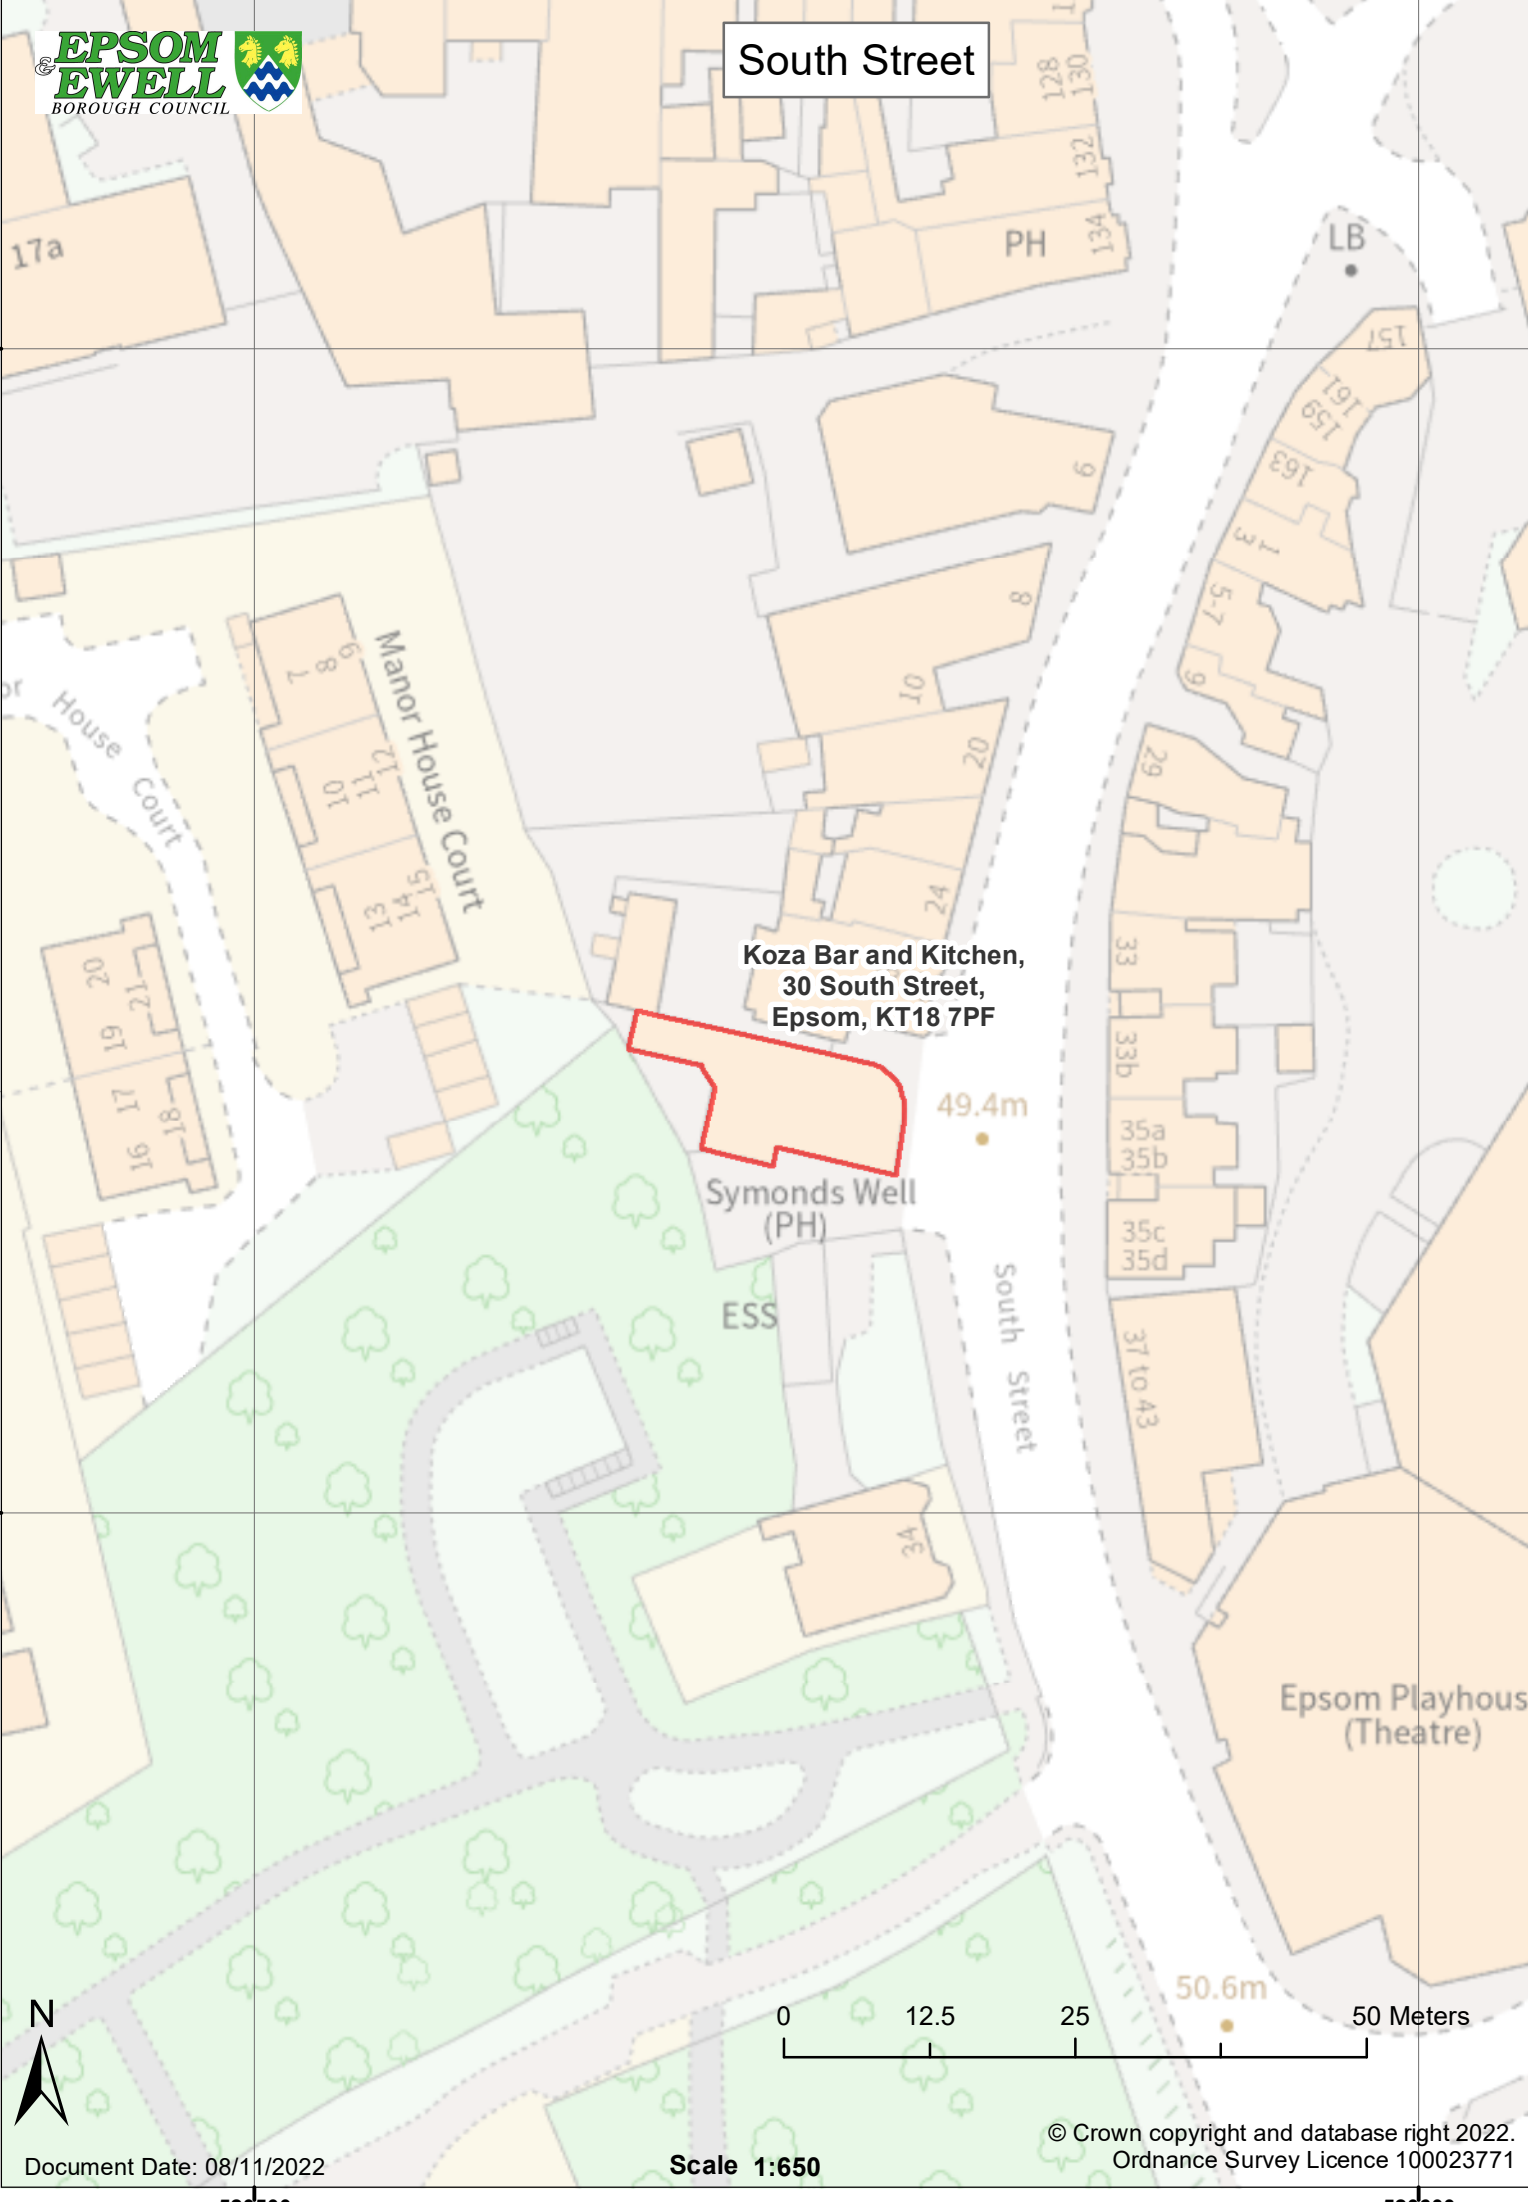 EPSOM
& EWELL
BOROUGH COUNCIL
South Street
128
130
132
134
PH
LB
17a
157
161
159
163
6
1 3
8
5-7
9
10
Manor House Court
7 8 9
House Court
20
29
12
11
10
24
15
14
13
33
Koza Bar and Kitchen,
30 South Street,
Epsom, KT18 7PF
20
21
19
33b
49.4m
17
18
16
35a
35b
Symonds Well
(PH)
35c
35d
ESS
South Street
37 to 43
34
Epsom Playhous
(Theatre)
50.6m
N
0 12.5 25 50 Meters
© Crown copyright and database right 2022.
Ordnance Survey Licence 100023771
Document Date: 08/11/2022
Scale 1:650